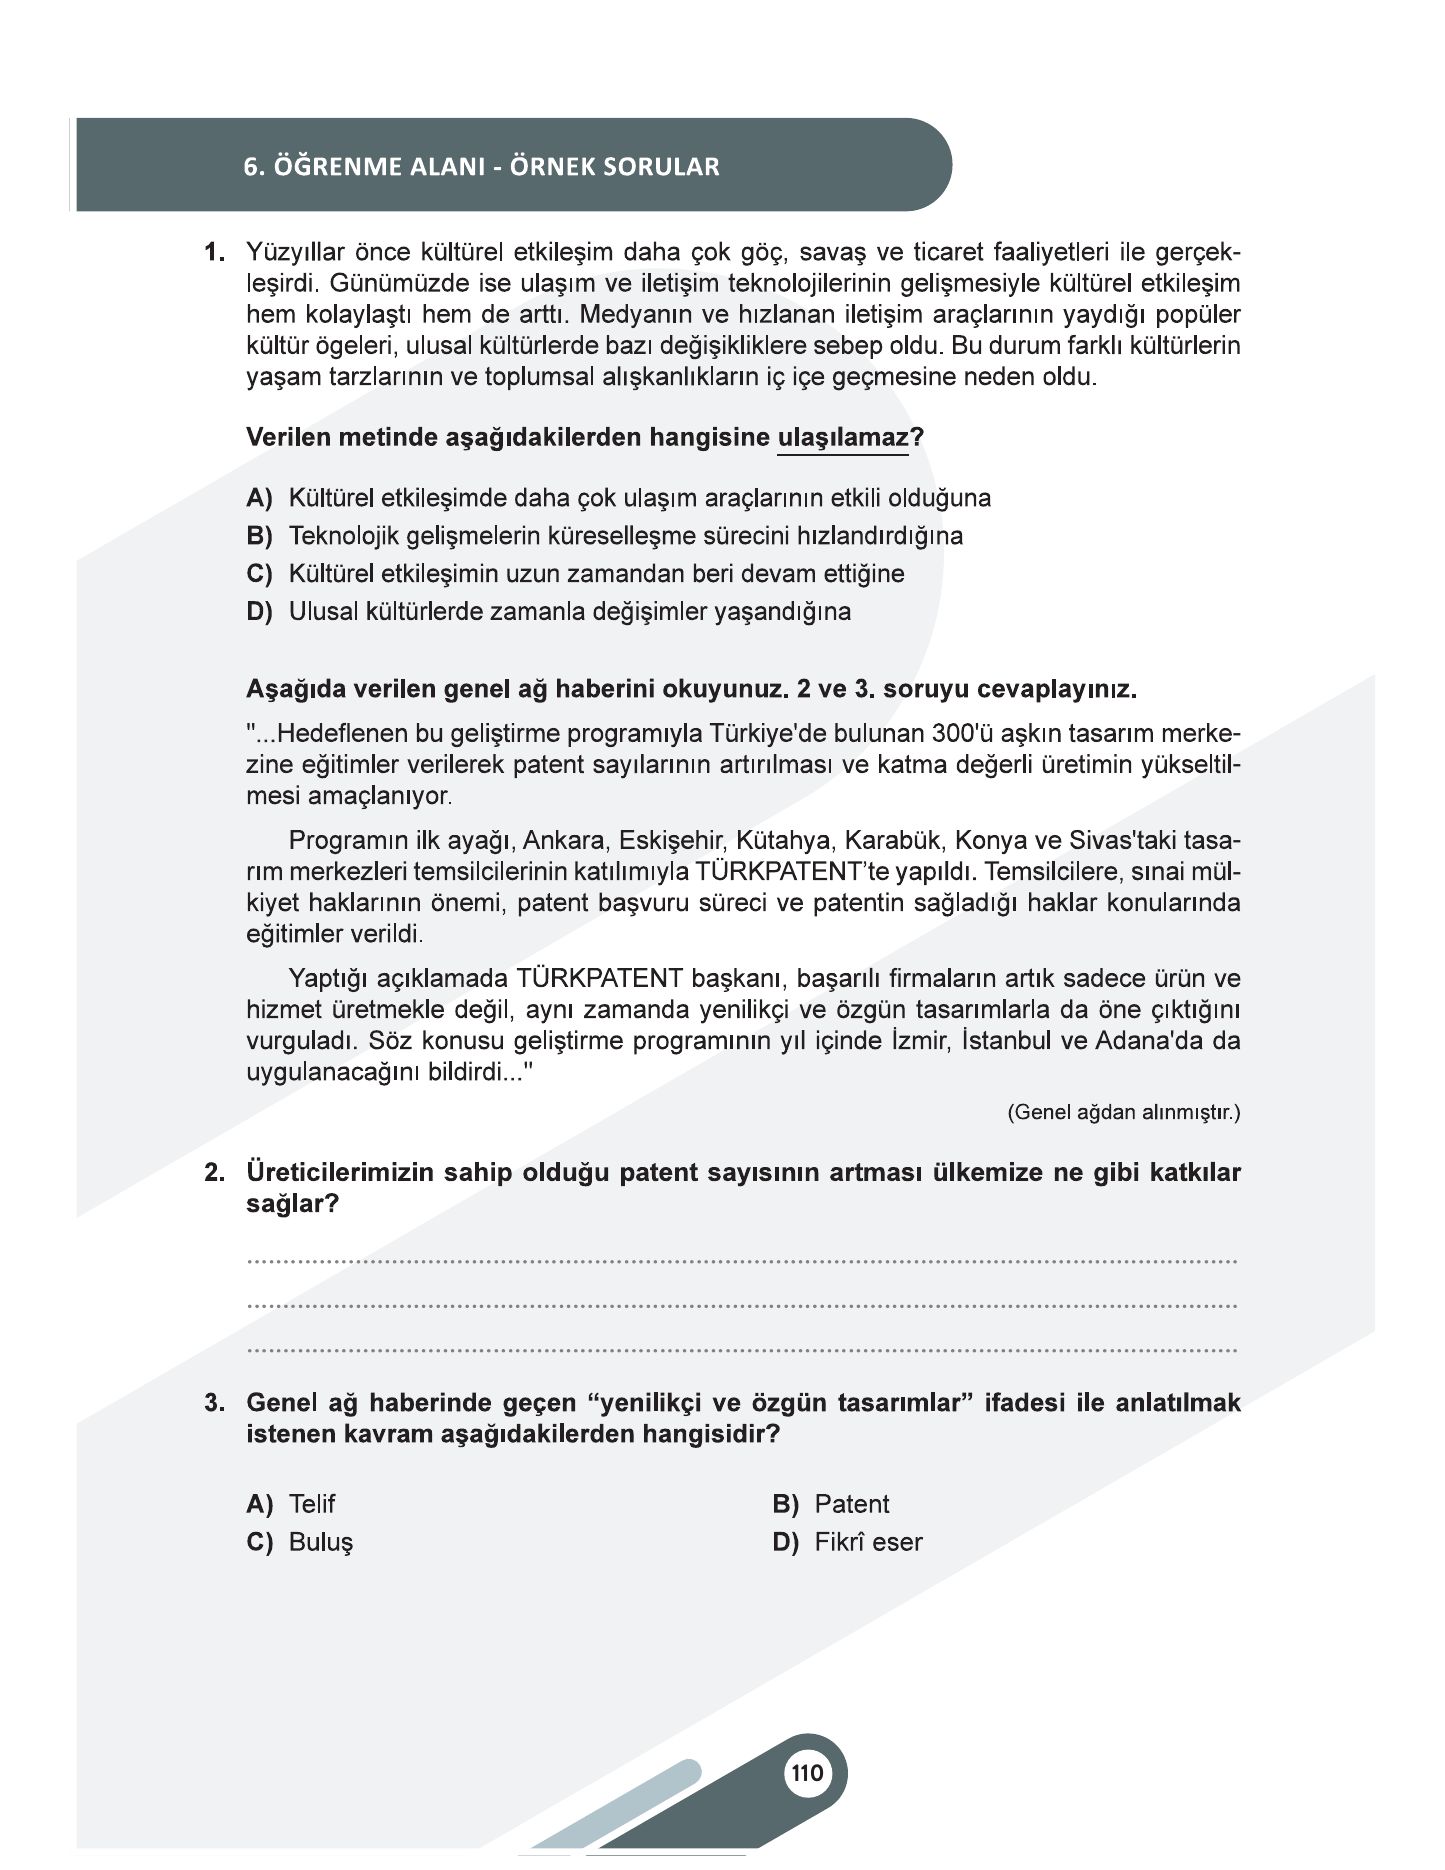 6. ÖĞRENME ALANI - ÖRNEK SORULAR
1. Yüzyıllar önce kültürel etkileşim daha çok göç, savaş ve ticaret faaliyetleri ile gerçek-
leşirdi. Günümüzde ise ulaşım ve iletişim teknolojilerinin gelişmesiyle kültürel etkileşim
hem kolaylaştı hem de arttı. Medyanın ve hızlanan iletişim araçlarının yaydığı popüler
kültür ögeleri, ulusal kültürlerde bazı değişikliklere sebep oldu. Bu durum farklı kültürlerin
yaşam tarzlarının ve toplumsal alışkanlıkların iç içe geçmesine neden oldu.
Verilen metinde aşağıdakilerden hangisine ulaşılamaz?
A) Kültürel etkileşimde daha çok ulaşım araçlarının etkili olduğuna
B) Teknolojik gelişmelerin küreselleşme sürecini hızlandırdığına
C) Kültürel etkileşimin uzun zamandan beri devam ettiğine
D) Ulusal kültürlerde zamanla değişimler yaşandığına
Aşağıda verilen genel ağ haberini okuyunuz. 2 ve 3. soruyu cevaplayınız.
"...Hedeflenen bu geliştirme programıyla Türkiye'de bulunan 300'ü aşkın tasarım merke-
zine eğitimler verilerek patent sayılarının artırılması ve katma değerli üretimin yükseltil-
mesi amaçlanıyor.
Programın ilk ayağı, Ankara, Eskişehir, Kütahya, Karabük, Konya ve Sivas'taki tasa-
rım merkezleri temsilcilerinin katılımıyla TÜRKPATENT’te yapıldı. Temsilcilere, sınai mül-
kiyet haklarının önemi, patent başvuru süreci ve patentin sağladığı haklar konularında
eğitimler verildi.
Yaptığı açıklamada TÜRKPATENT başkanı, başarılı firmaların artık sadece ürün ve
hizmet üretmekle değil, aynı zamanda yenilikçi ve özgün tasarımlarla da öne çıktığını
vurguladı. Söz konusu geliştirme programının yıl içinde İzmir, İstanbul ve Adana'da da
uygulanacağını bildirdi..."
(Genel ağdan alınmıştır.)
2. Üreticilerimizin sahip olduğu patent sayısının artması ülkemize ne gibi katkılar
sağlar?
3. Genel ağ haberinde geçen “yenilikçi ve özgün tasarımlar” ifadesi ile anlatılmak
istenen kavram aşağıdakilerden hangisidir?
A) Telif B) Patent
C) Buluş D) Fikrî eser
110